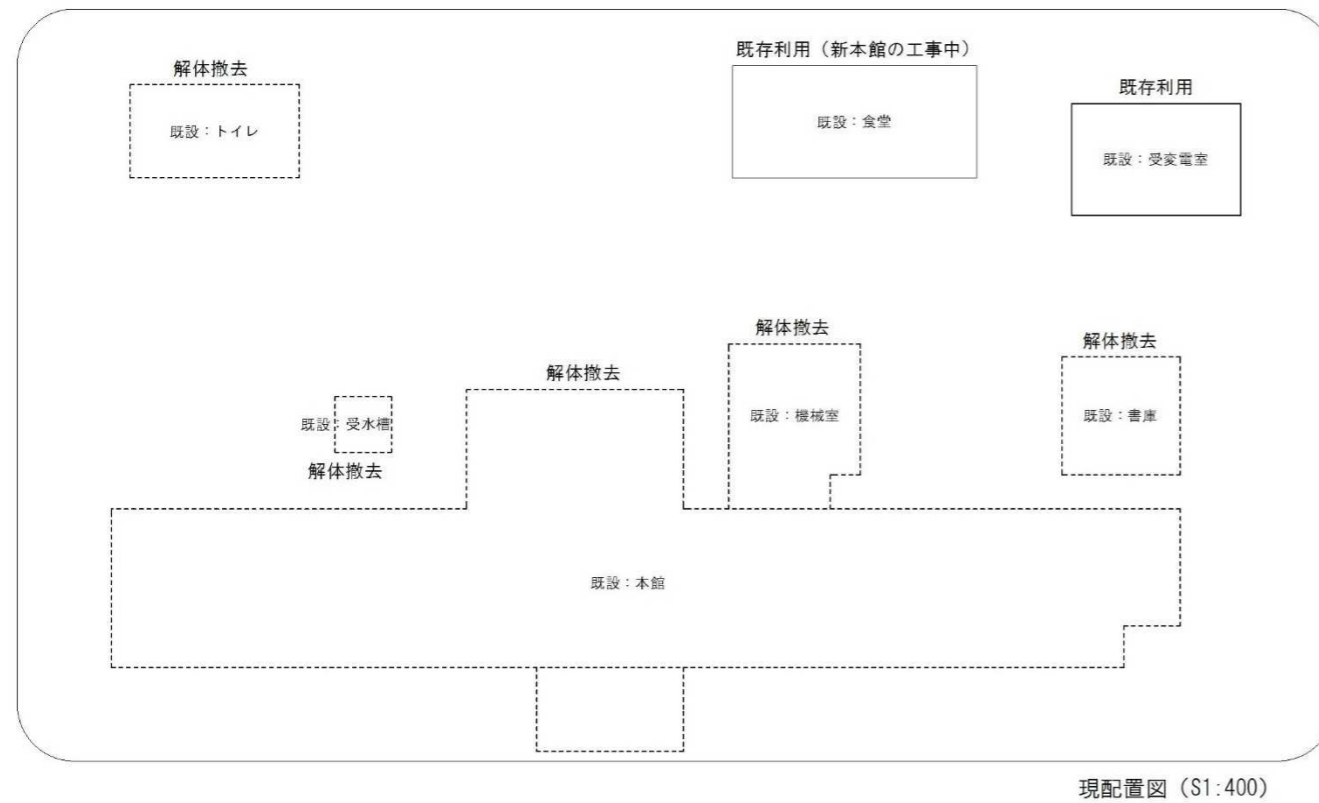 既存利用（新本館の工事中）
解体撤去
既存利用
既設：食堂
既設：トイレ
既設：受変電室
解体撤去
解体撤去
解体撤去
既設：受水槽
既設：機械室
既設：書庫
解体撤去
既設：本館
現配置図（S1:400）